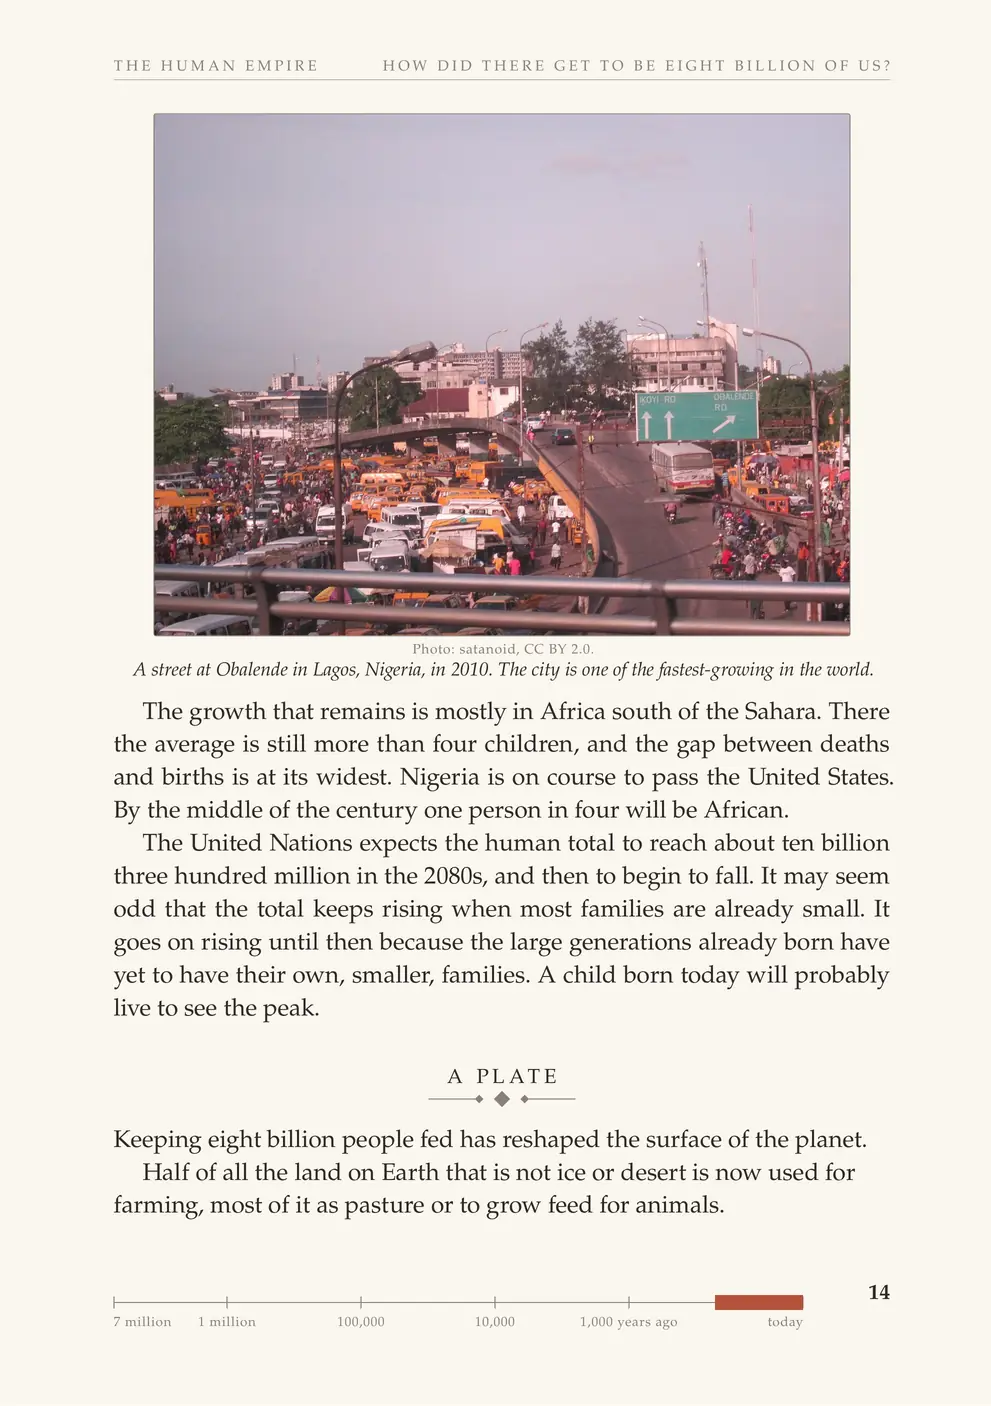 THE HUMAN EMPIRE HOW DID THERE GET TO BE EIGHT BILLION OF US?
IKOYI RD
OBALENDE
RD
Photo: satanoid, CC BY 2.0.
A street at Obalende in Lagos, Nigeria, in 2010. The city is one of the fastest-growing in the world.
The growth that remains is mostly in Africa south of the Sahara. There
the average is still more than four children, and the gap between deaths
and births is at its widest. Nigeria is on course to pass the United States.
By the middle of the century one person in four will be African.
The United Nations expects the human total to reach about ten billion
three hundred million in the 2080s, and then to begin to fall. It may seem
odd that the total keeps rising when most families are already small. It
goes on rising until then because the large generations already born have
yet to have their own, smaller, families. A child born today will probably
live to see the peak.
A PLATE
Keeping eight billion people fed has reshaped the surface of the planet.
Half of all the land on Earth that is not ice or desert is now used for
farming, most of it as pasture or to grow feed for animals.
14
7 million 1 million 100,000 10,000 1,000 years ago today